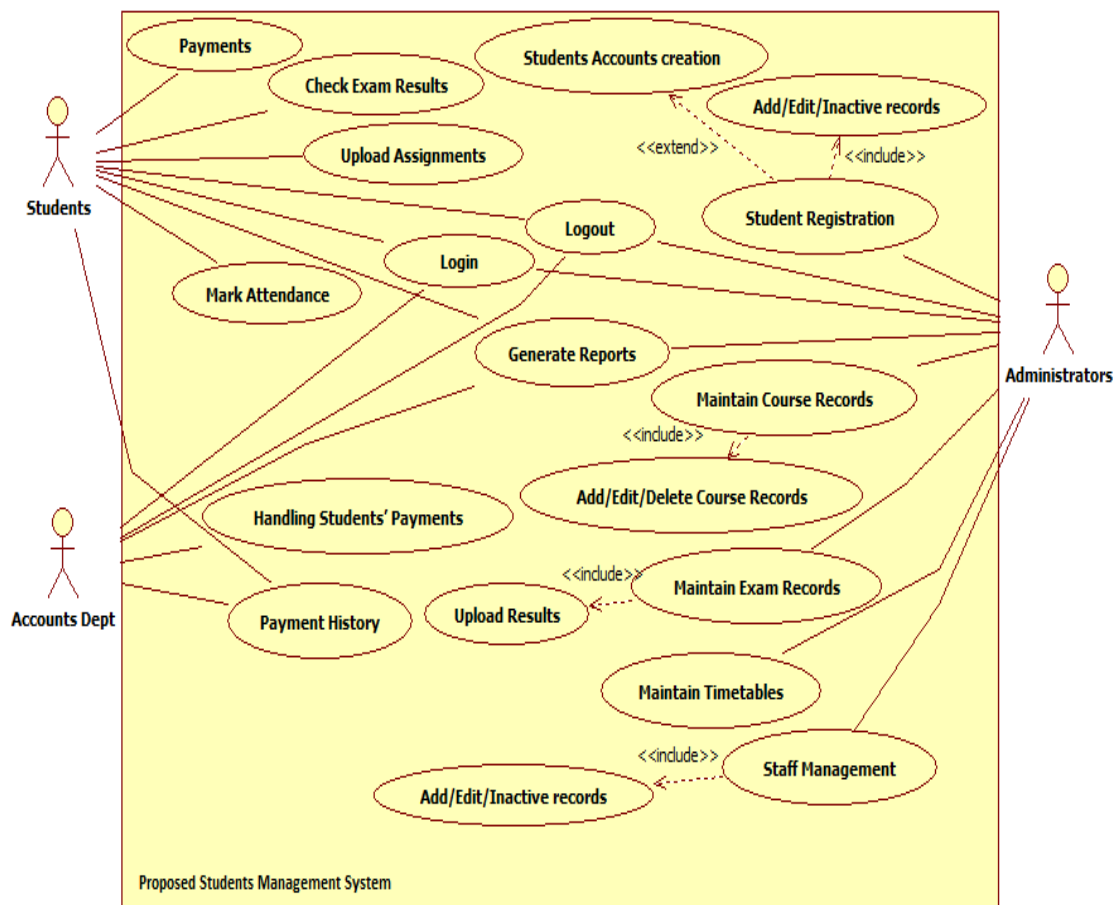 Payments
Students Accounts creation
Check Exam Results
Add/Edit/Inactive records
<<extend>>
<<include>>
Upload Assignments
Students
Student Registration
Logout
Login
Mark Attendance
Generate Reports
Administrators
Maintain Course Records
<<include>>
Add/Edit/Delete Course Records
Handling Students’ Payments
<<include>>
Maintain Exam Records
Accounts Dept
Payment History
Upload Results
Maintain Timetables
<<include>>
Staff Management
Add/Edit/Inactive records
Proposed Students Management System